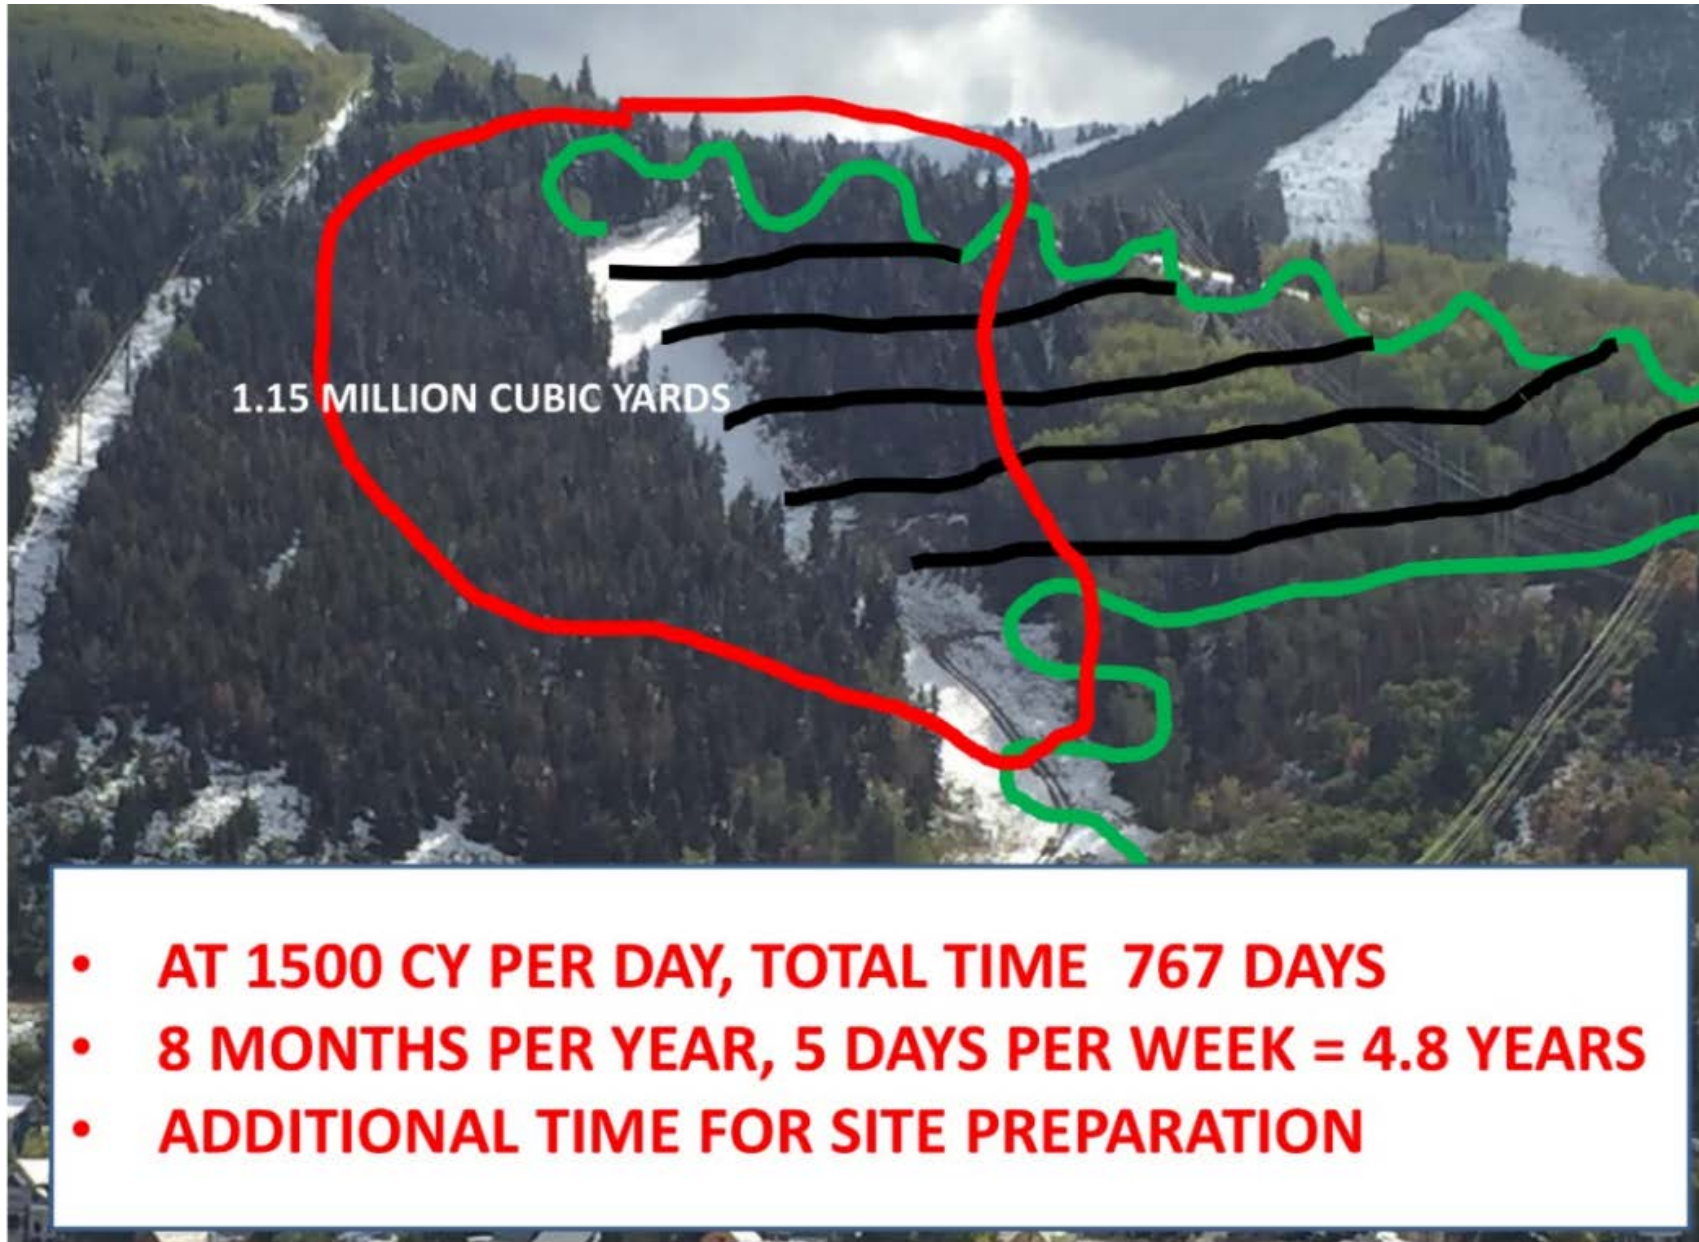 1.15 MILLION CUBIC YARDS
• AT 1500 CY PER DAY, TOTAL TIME  767 DAYS
• 8 MONTHS PER YEAR, 5 DAYS PER WEEK = 4.8 YEARS
• ADDITIONAL TIME FOR SITE PREPARATION